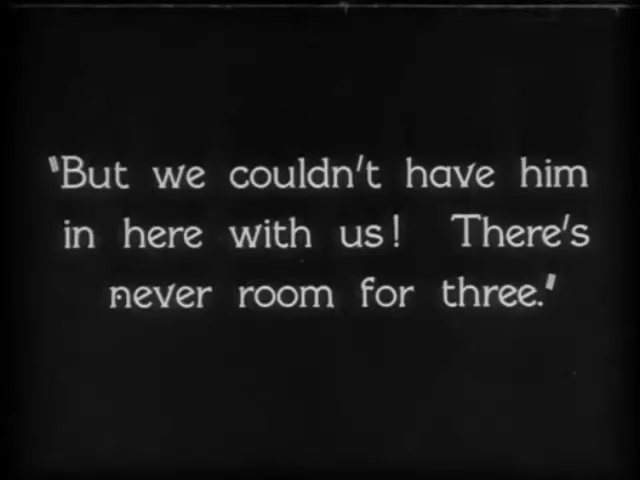 "But we couldn't have him
in here with us! There's
never room for three."